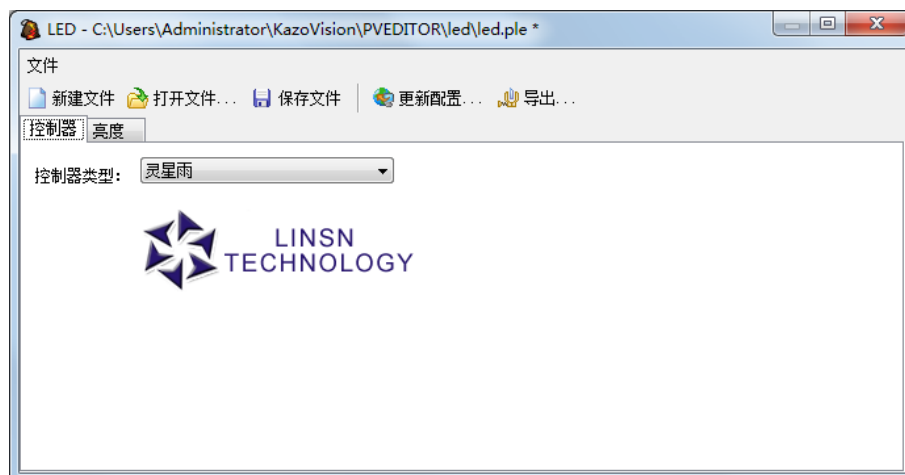 LED - C:\Users\Administrator\KazoVision\PVEDITOR\led\led.ple *
文件
新建文件 打开文件... 保存文件 更新配置... 导出...
控制器 亮度
控制器类型： 灵星雨
LINSN
TECHNOLOGY